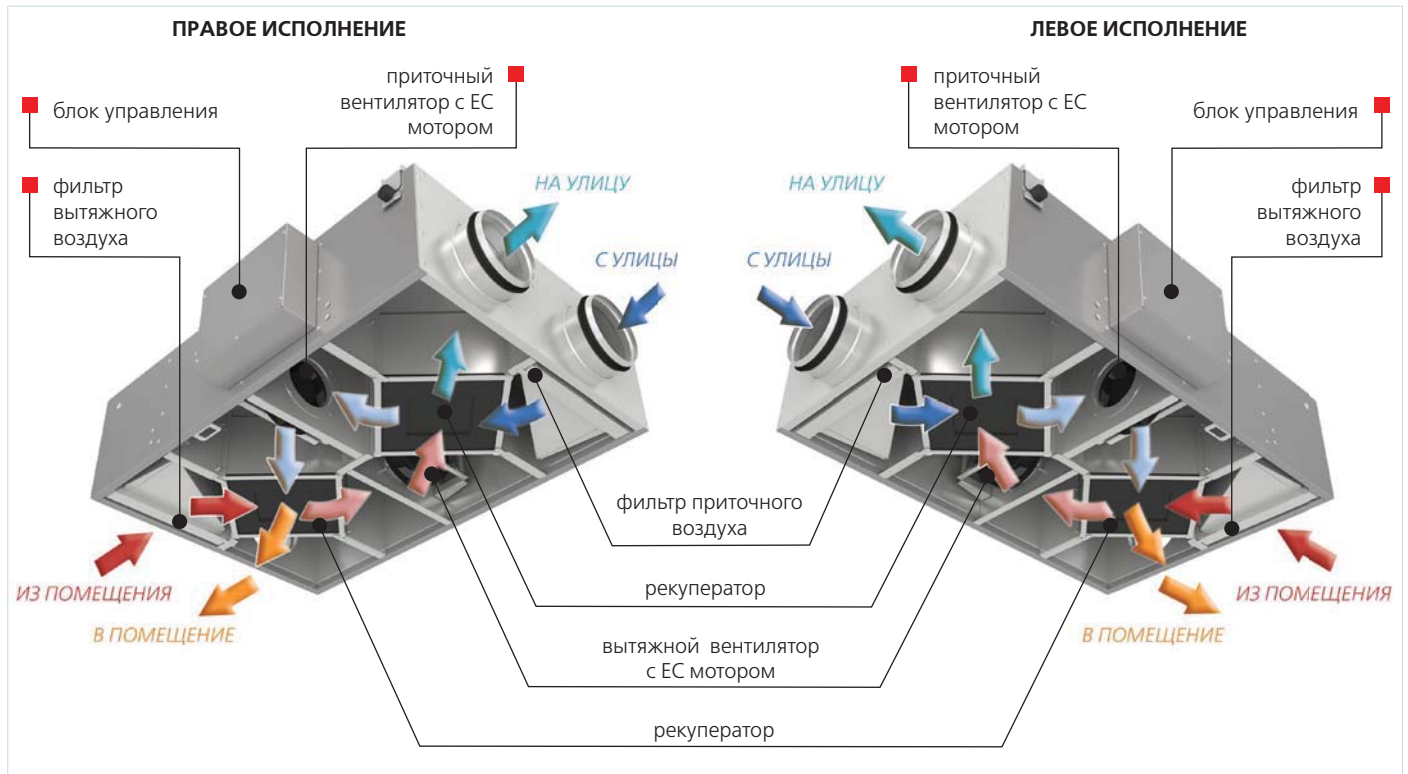 ПРАВОЕ ИСПОЛНЕНИЕ
ЛЕВОЕ ИСПОЛНЕНИЕ
блок управления
приточный
вентилятор с ЕС
мотором
фильтр
вытяжного
воздуха
приточный
вентилятор с ЕС
мотором
блок управления
фильтр
вытяжного
воздуха
НА УЛИЦУ
С УЛИЦЫ
НА УЛИЦУ
С УЛИЦЫ
ИЗ ПОМЕЩЕНИЯ
В ПОМЕЩЕНИЕ
фильтр приточного
воздуха
рекуператор
вытяжной вентилятор
с ЕС мотором
рекуператор
ИЗ ПОМЕЩЕНИЯ
В ПОМЕЩЕНИЕ